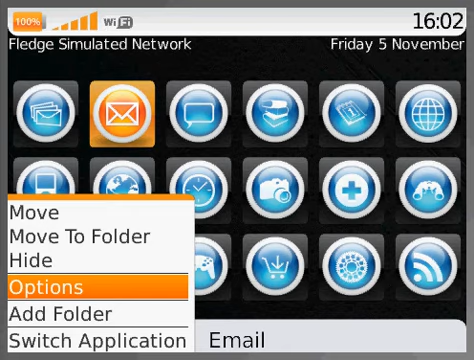 100% WiFi 16:02
Fledge Simulated Network Friday 5 November
Move
Move To Folder
Hide
Options
Add Folder
Switch Application
Email